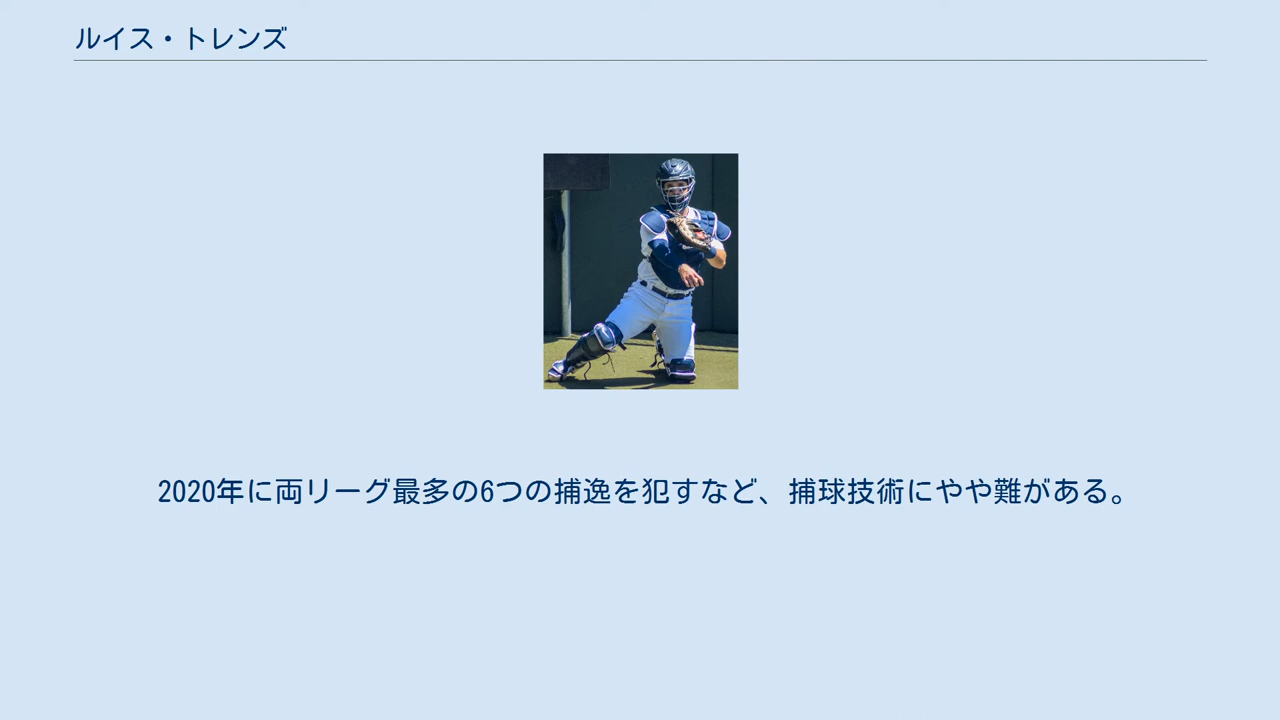 ルイス・トレンズ
2020年に両リーグ最多の6つの捕逸を犯すなど、捕球技術にやや難がある。